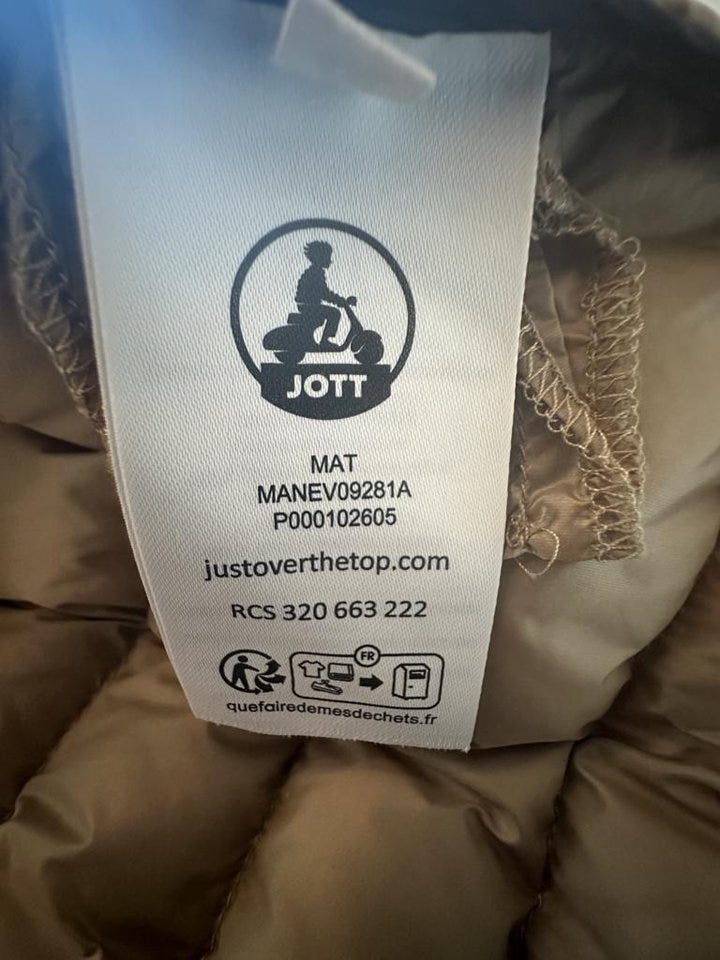 JOTT
MAT
MANEV09281A
P000102605
justoverthetop.com
RCS 320 663 222
FR
quefairedemesdechets.fr